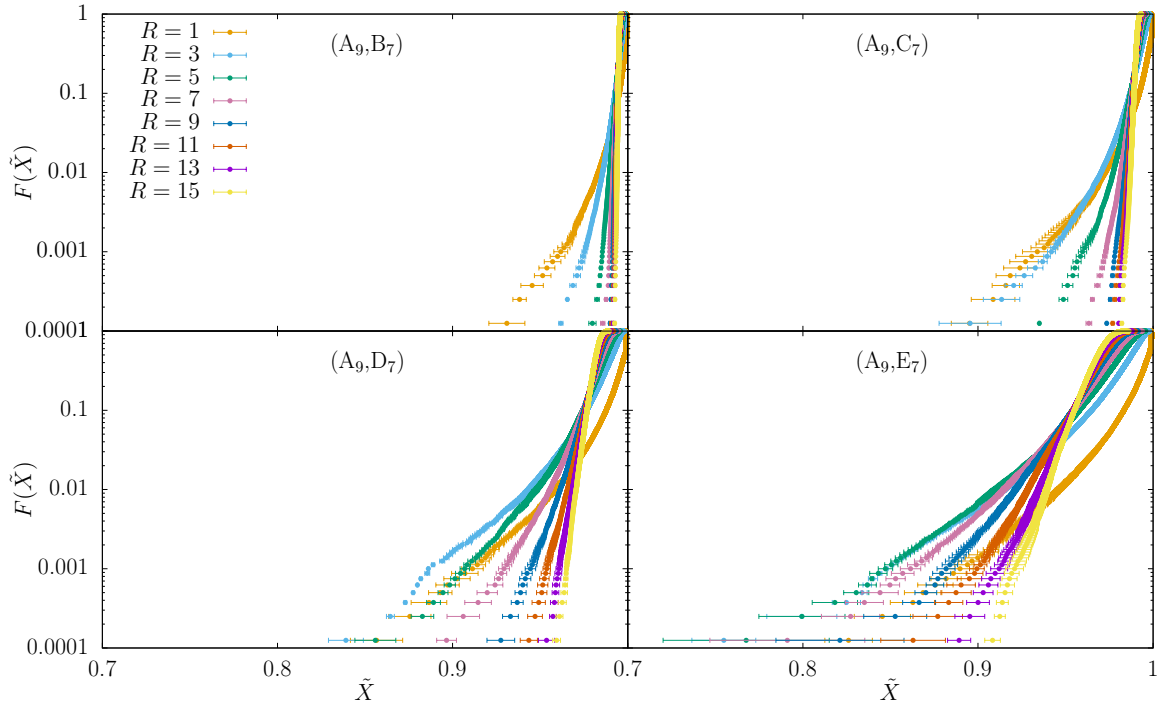 1
0.1
0.01
0.001
0.0001
F(X̃)
R = 1
R = 3
R = 5
R = 7
R = 9
R = 11
R = 13
R = 15
(A₉,B₇)
(A₉,C₇)
0.1
0.01
0.001
0.0001
F(X̃)
(A₉,D₇)
(A₉,E₇)
0.7 0.8 0.9 0.7 0.8 0.9 1
X̃ X̃